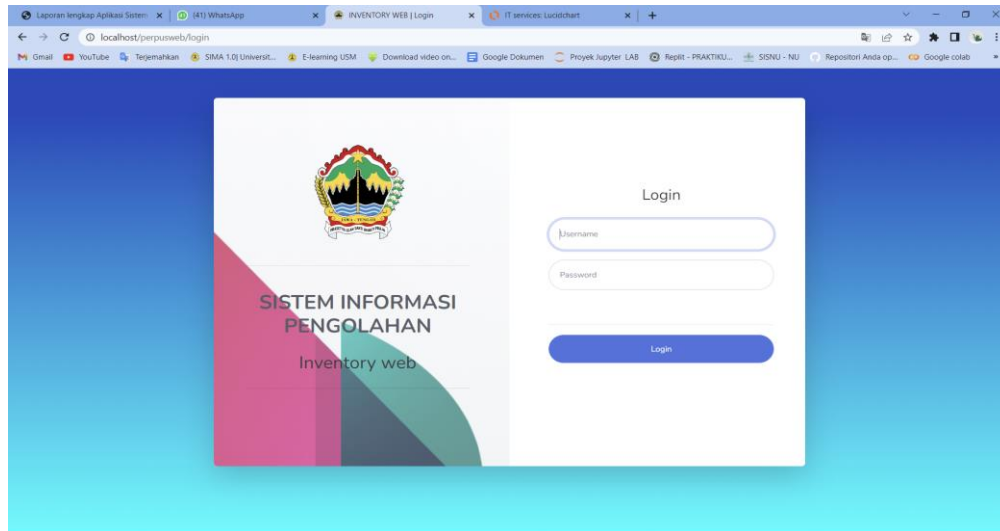 Laporan lengkap Aplikasi Sistem
(41) WhatsApp
INVENTORY WEB | Login
IT services: Lucidchart
localhost/perpusweb/login
Gmail YouTube Terjemahkan SIMA 1.0| Universit... E-learning USM Download video on... Google Dokumen Proyek Jupyter LAB Replit - PRAKTIKU... SISNU - NU Repositori Anda op... Google colab
JAWA - TENGAH
SISTEM INFORMASI
PENGOLAHAN
Inventory web
Login
Username
Password
Login